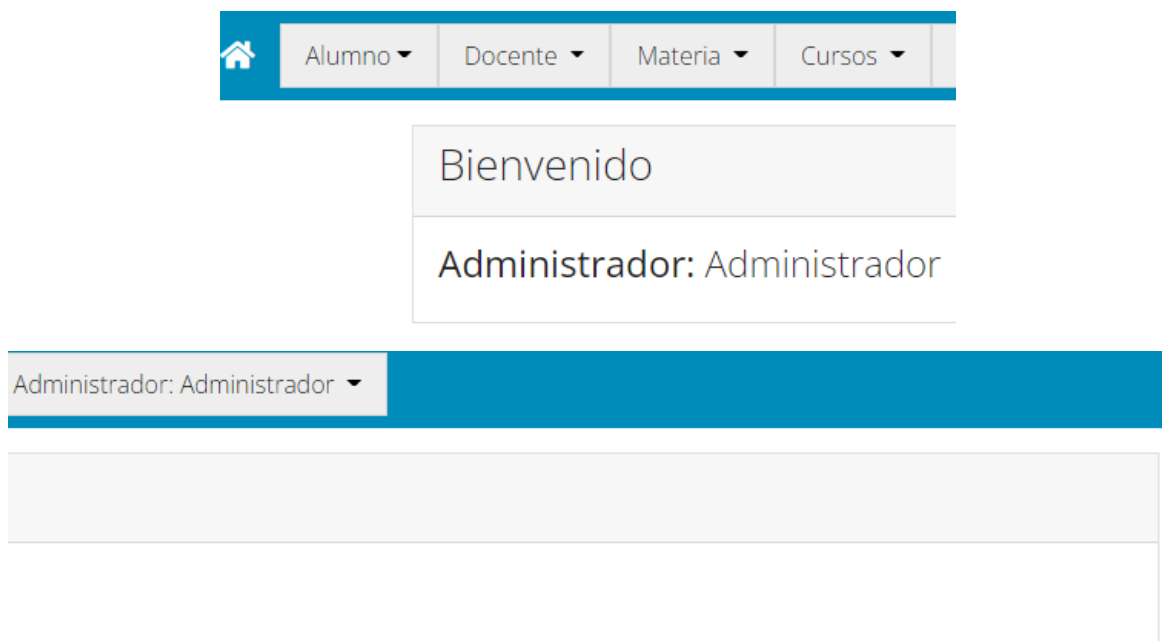 Alumno Docente Materia Cursos
Bienvenido
Administrador: Administrador
Administrador: Administrador